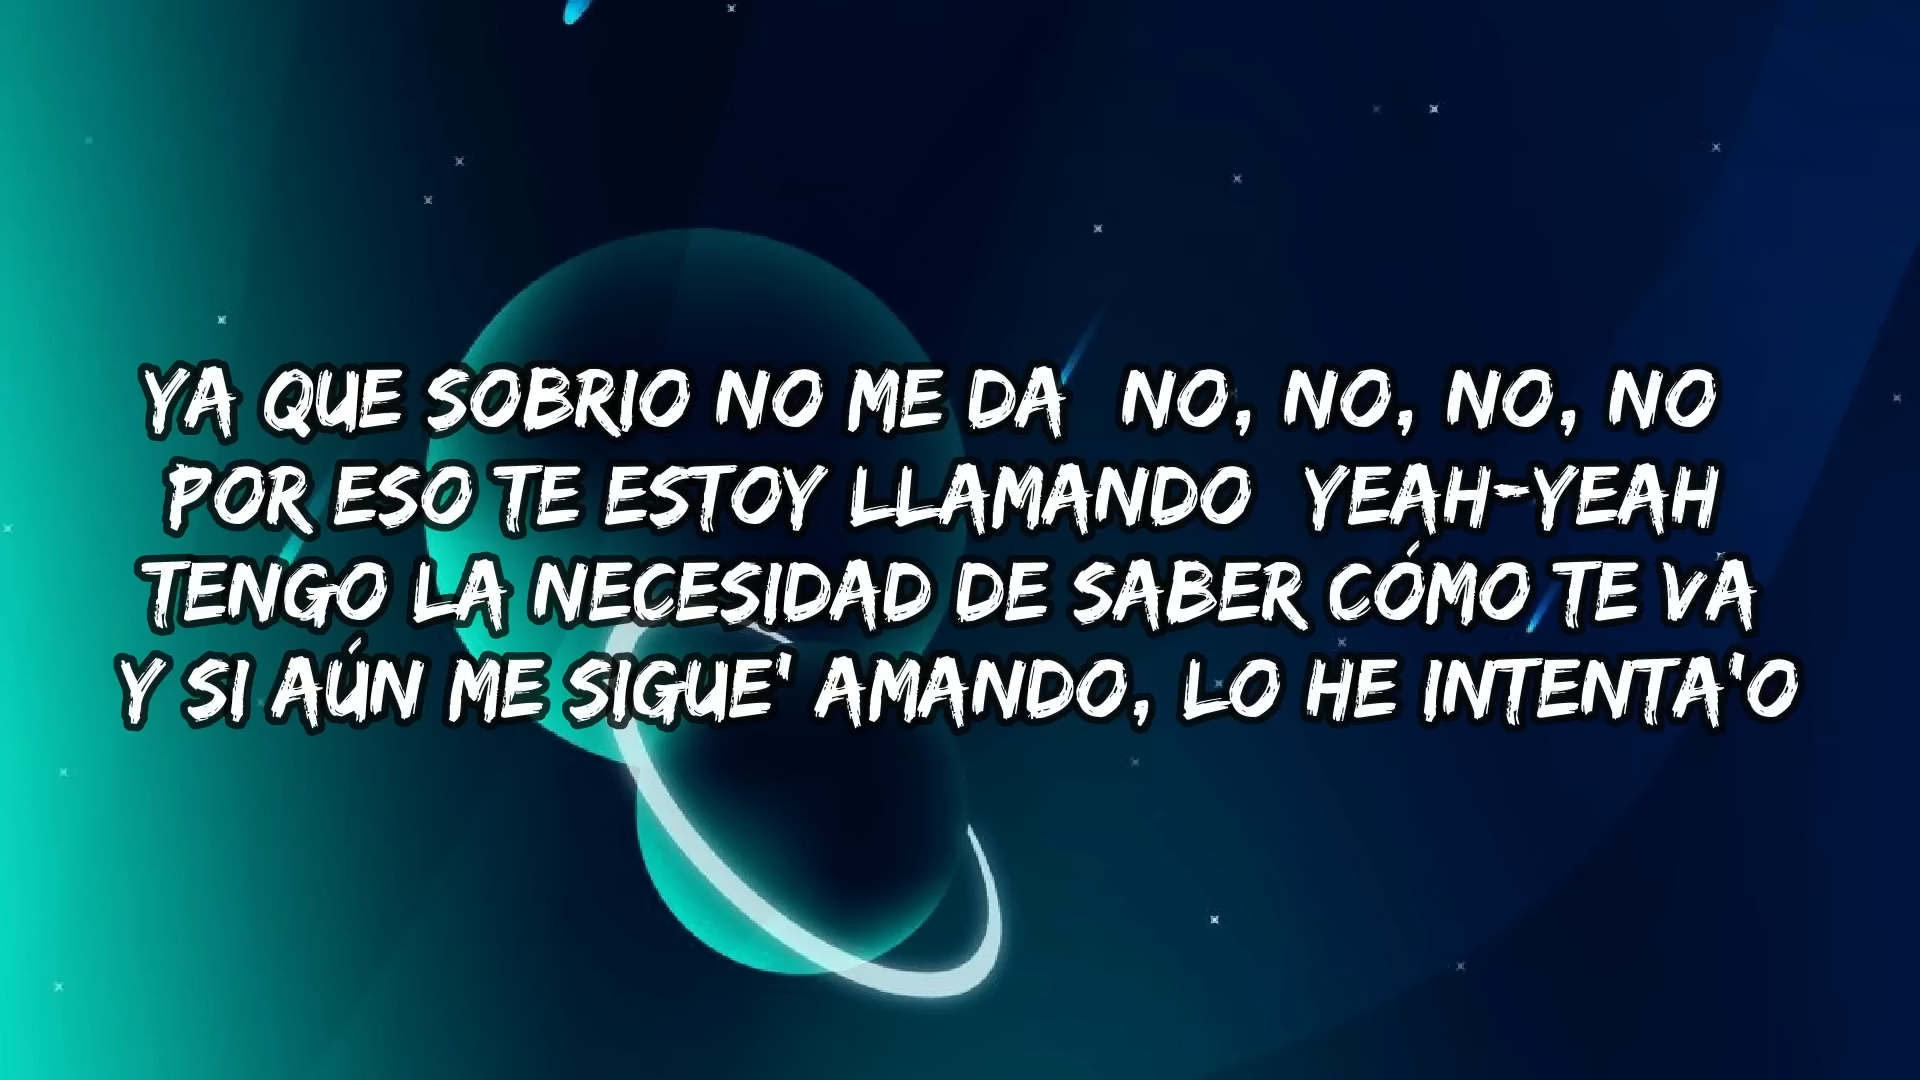 YA QUE SOBRIO NO ME DA NO, NO, NO, NO
POR ESO TE ESTOY LLAMANDO YEAH-YEAH
TENGO LA NECESIDAD DE SABER CÓMO TE VA
Y SI AÚN ME SIGUE' AMANDO, LO HE INTENTA'O